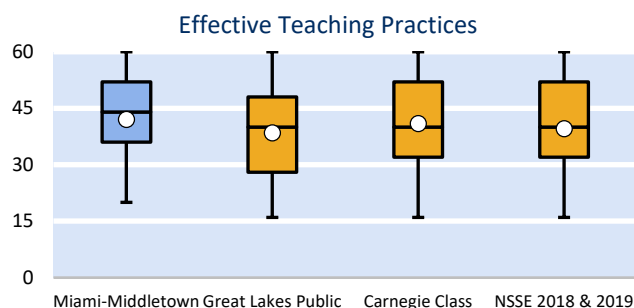 Effective Teaching Practices
60
45
30
15
0
Miami-Middletown Great Lakes Public Carnegie Class NSSE 2018 & 2019